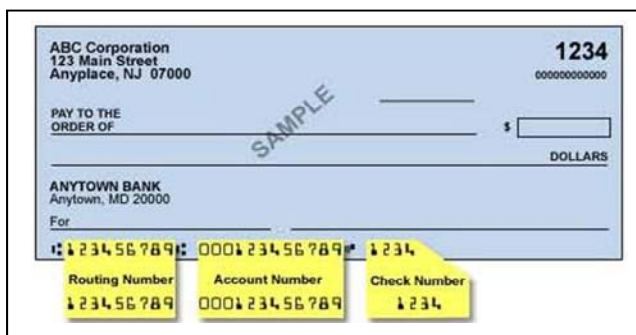 ABC Corporation
123 Main Street
Anyplace, NJ 07000
1234
000000000000
PAY TO THE
ORDER OF
$
SAMPLE
DOLLARS
ANYTOWN BANK
Anytown, MD 20000
For
⑆123456789⑆ 000123456789⑈ 1234
Routing Number Account Number Check Number
123456789 000123456789 1234